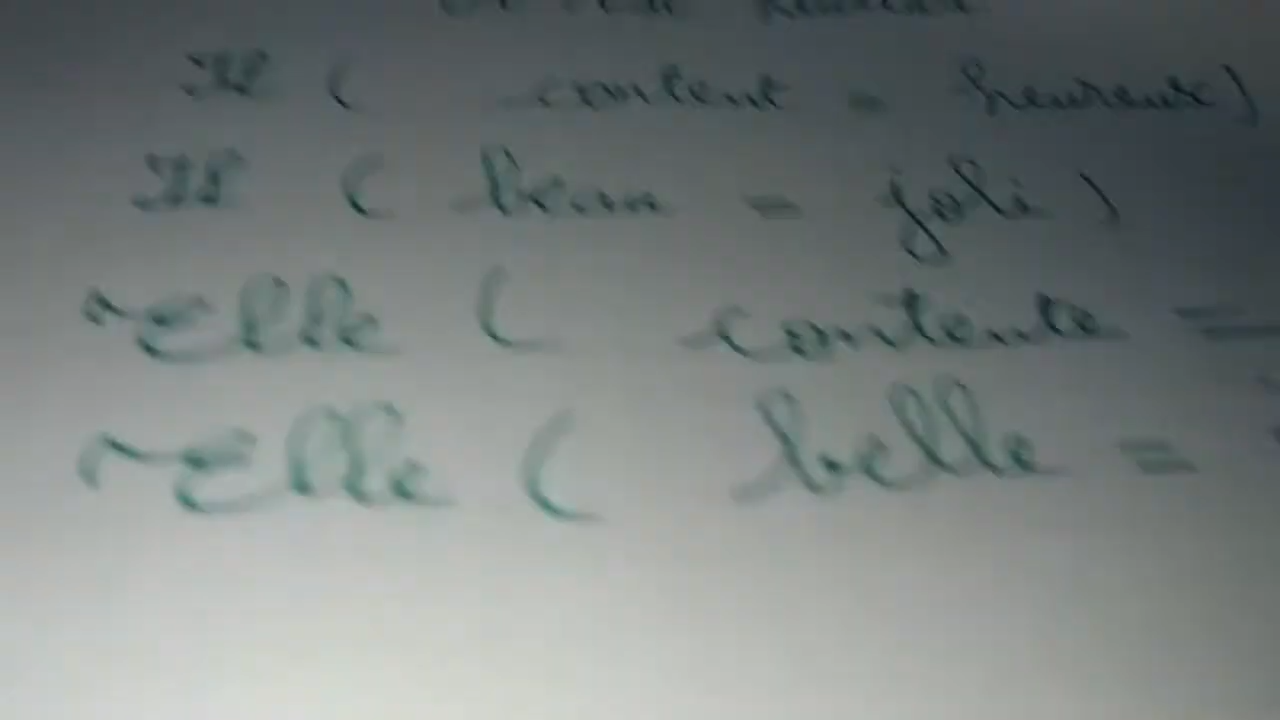 Il ( content = heureux)
Il ( beau = joli )
~ Elle ( contente =
~ Elle ( belle =